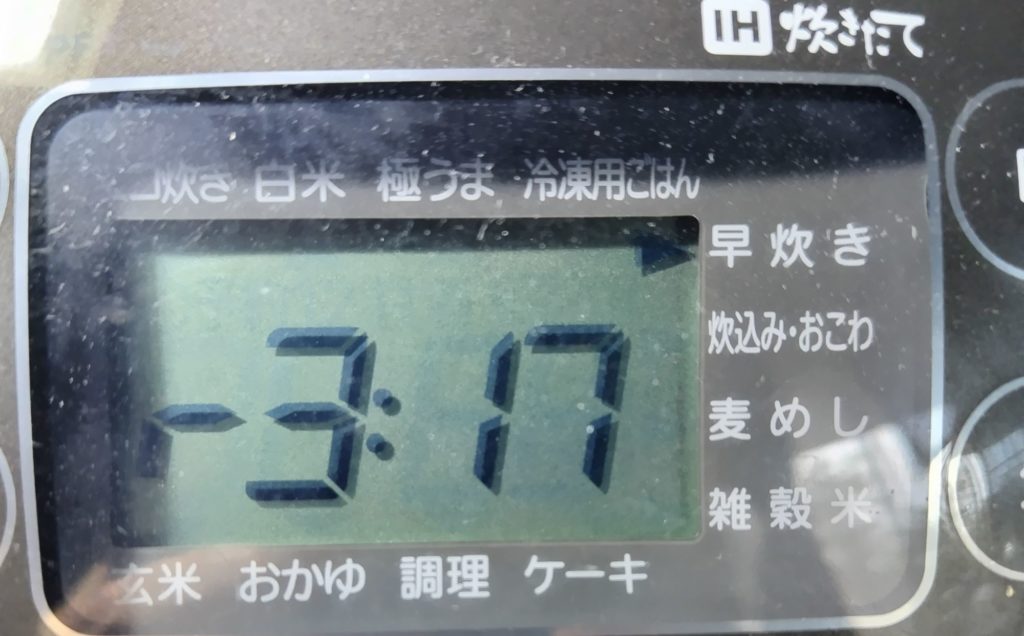 IH 炊きたて
コ炊き 白米 極うま 冷凍用ごはん
早炊き
炊込み・おこわ
3:17
麦めし
雑穀米
玄米 おかゆ 調理 ケーキ